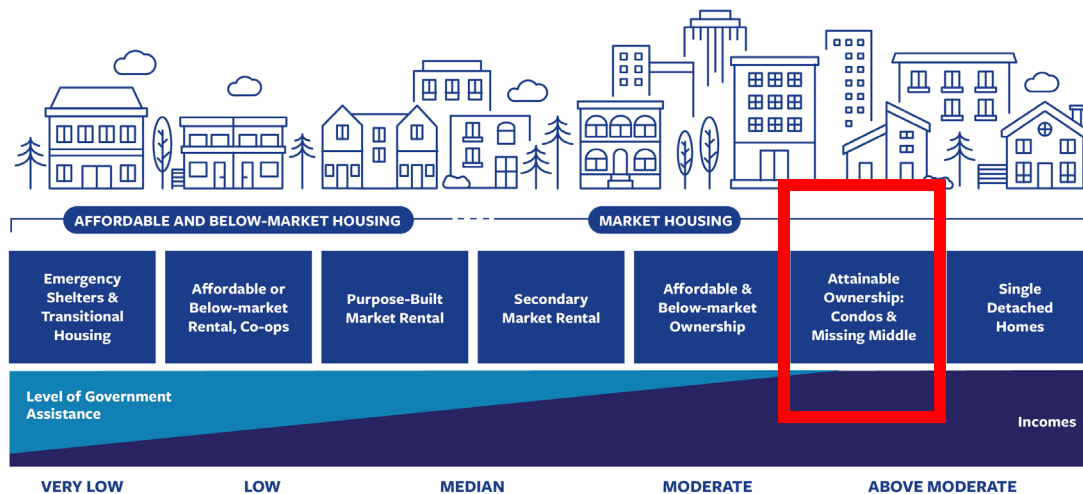 AFFORDABLE AND BELOW-MARKET HOUSING
MARKET HOUSING
Emergency
Shelters &
Transitional
Housing
Affordable or
Below-market
Rental, Co-ops
Purpose-Built
Market Rental
Secondary
Market Rental
Affordable &
Below-market
Ownership
Attainable
Ownership:
Condos &
Missing Middle
Single
Detached
Homes
Level of Government
Assistance
Incomes
VERY LOW
LOW
MEDIAN
MODERATE
ABOVE MODERATE